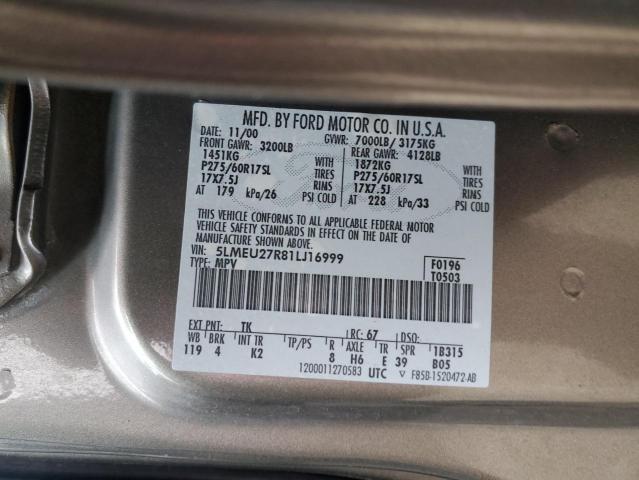 MFD. BY FORD MOTOR CO. IN U.S.A.
DATE: 11/00 GVWR: 7000LB/ 3175KG
FRONT GAWR: 3200LB REAR GAWR: 4128LB
1451KG 1872KG
P275/60R17SL TIRES P275/60R17SL TIRES
17X7.5J RIMS 17X7.5J RIMS
AT 179 kPa/26 PSI COLD AT 228 kPa/33 PSI COLD
THIS VEHICLE CONFORMS TO ALL APPLICABLE FEDERAL MOTOR
VEHICLE SAFETY STANDARDS IN EFFECT ON THE DATE OF
MANUFACTURE SHOWN ABOVE.
VEH. IDENT. NO.: 5LMEU27R81LJ16999
TYPE: MPV
F0196
T0503
EXT PNT: TK RC: 67 DSO:
WB BRK INT TR TP/PS R AXLE TR SPR 1B315
119 4 K2 8 H6 E 39 B05
1200011270583 UTC ▽ F85B-1520472-AB